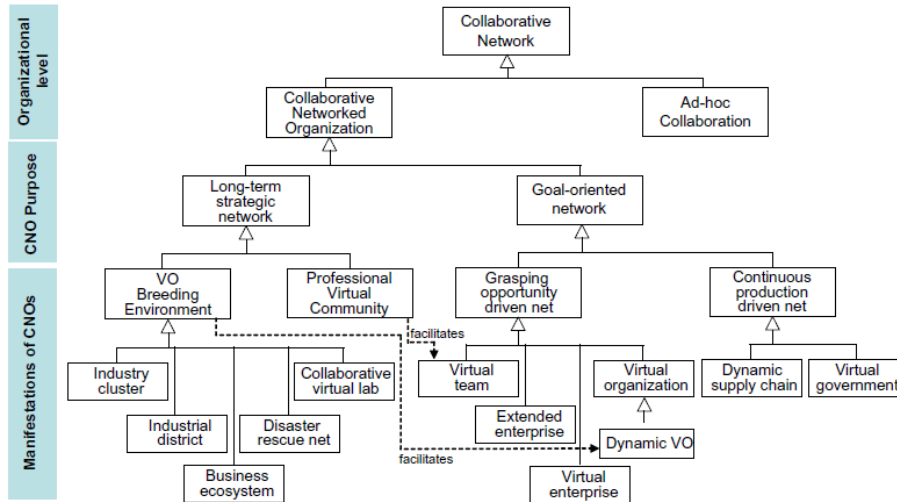 Organizational
level
Collaborative
Network
Collaborative
Networked
Organization
Ad-hoc
Collaboration
CNO Purpose
Long-term
strategic
network
Goal-oriented
network
Manifestations of CNOs
VO
Breeding
Environment
Professional
Virtual
Community
Grasping
opportunity
driven net
Continuous
production
driven net
facilitates
Industry
cluster
Collaborative
virtual lab
Virtual
team
Virtual
organization
Dynamic
supply chain
Virtual
government
Industrial
district
Disaster
rescue net
Extended
enterprise
Dynamic VO
facilitates
Business
ecosystem
Virtual
enterprise